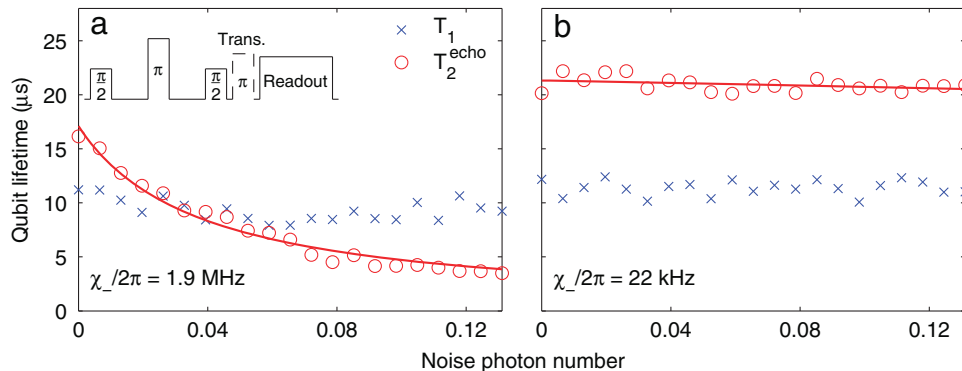 a
Trans.
π/2
π
π/2
π
Readout
× T₁
○ T₂ᵉᶜʰᵒ
b
Qubit lifetime (μs)
25
20
15
10
5
0
χ₋/2π = 1.9 MHz
χ₋/2π = 22 kHz
0 0.04 0.08 0.12
0 0.04 0.08 0.12
Noise photon number